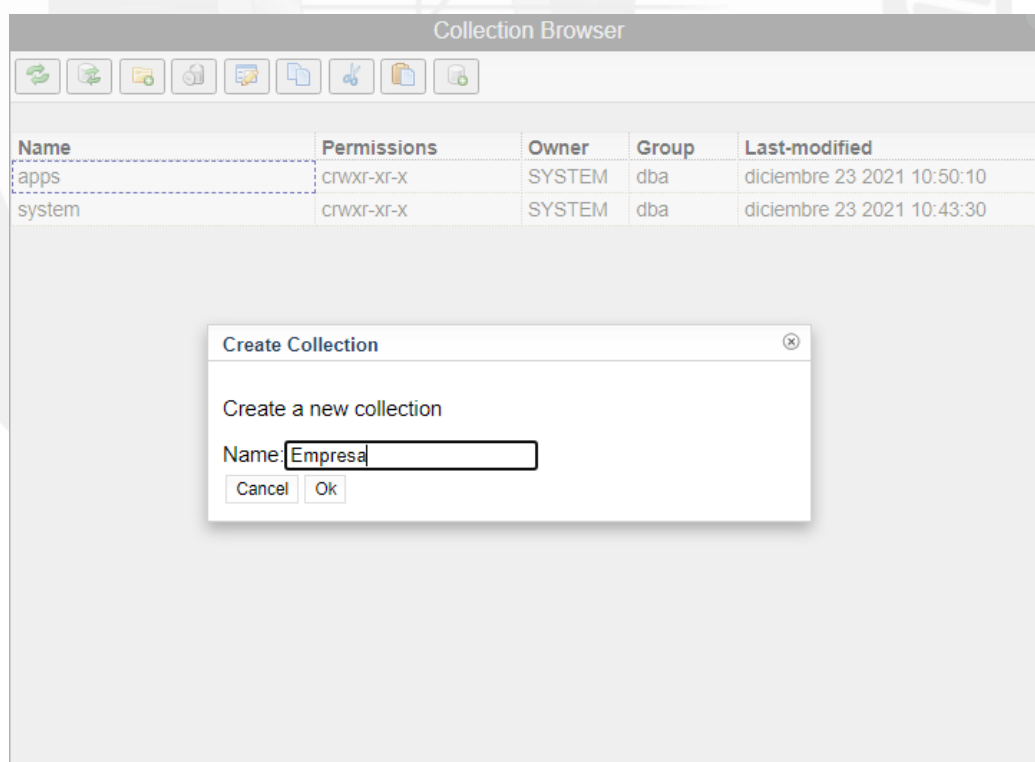 Collection Browser
Name Permissions Owner Group Last-modified
apps crwxr-xr-x SYSTEM dba diciembre 23 2021 10:50:10
system crwxr-xr-x SYSTEM dba diciembre 23 2021 10:43:30
Create Collection
Create a new collection
Name: Empresa
Cancel Ok